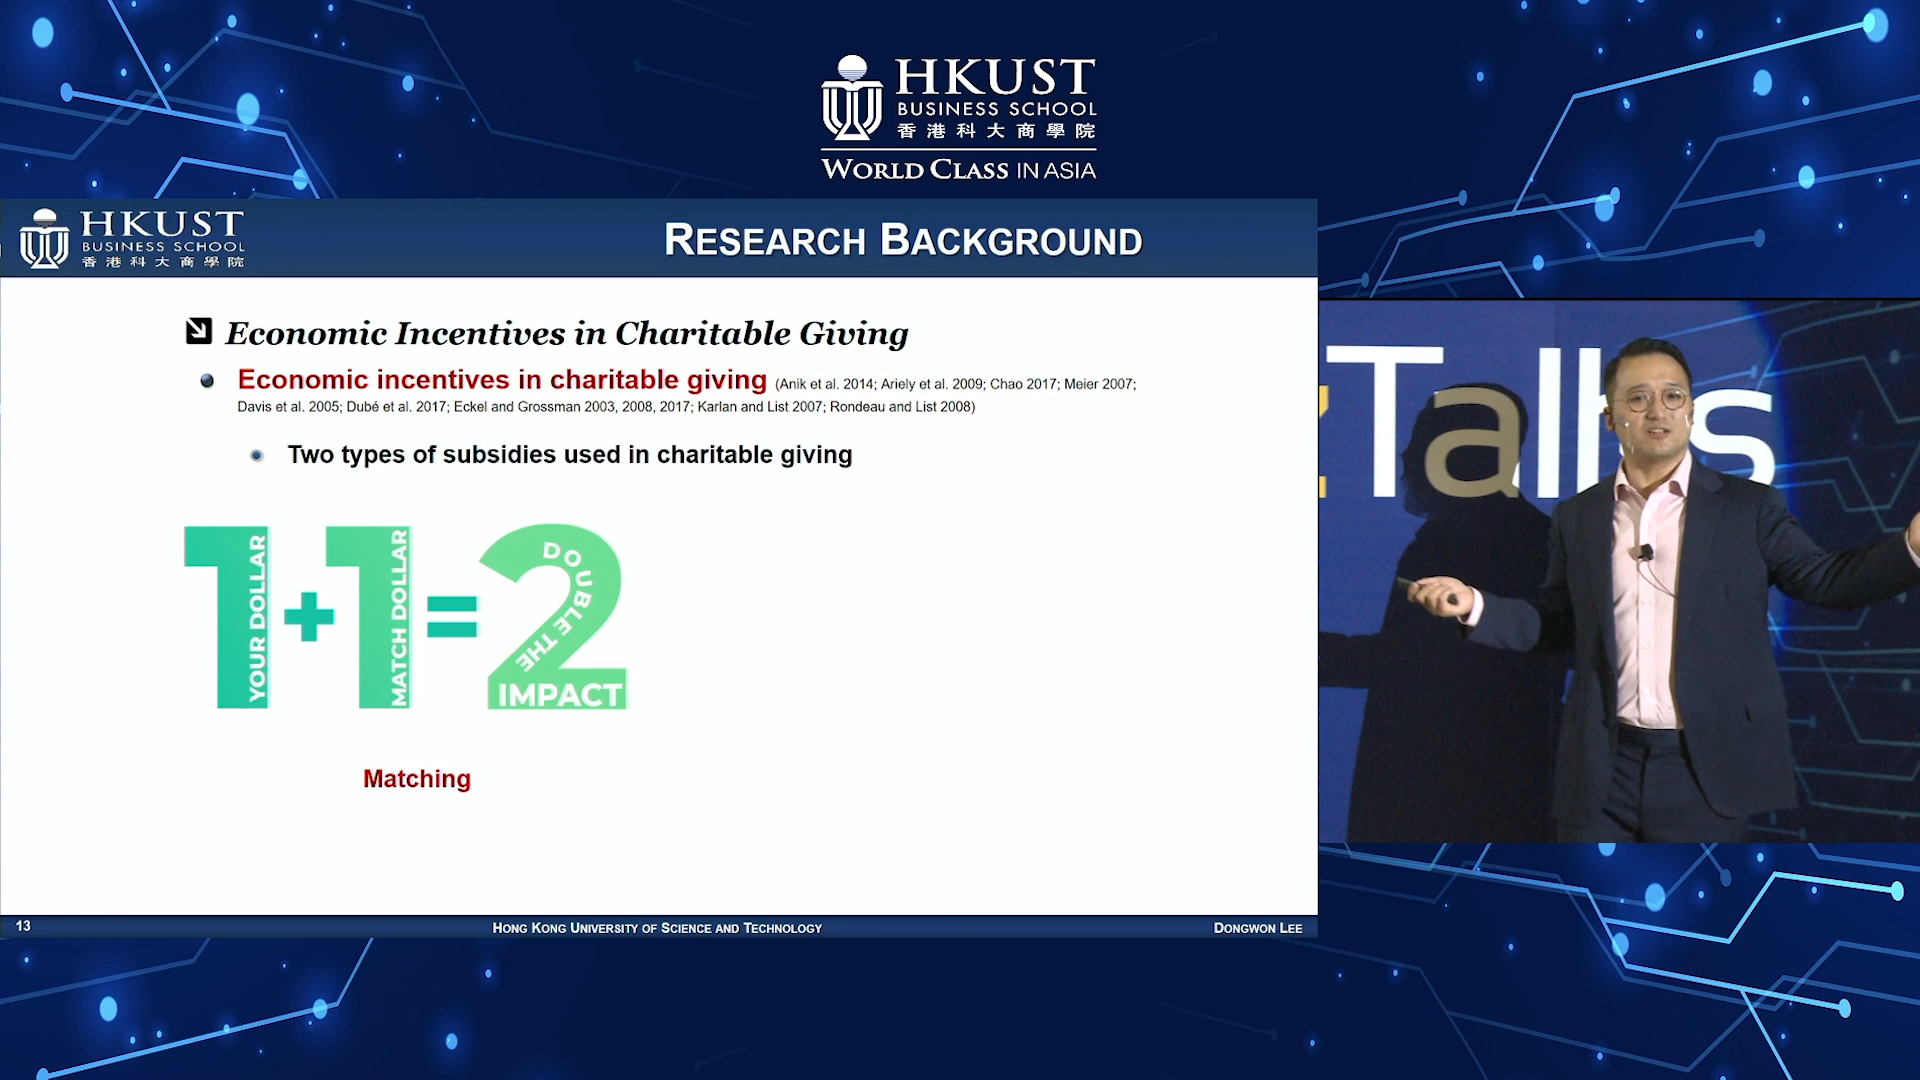 HKUST
BUSINESS SCHOOL
香港科大商學院
WORLD CLASS IN ASIA
HKUST
BUSINESS SCHOOL
香港科大商學院
RESEARCH BACKGROUND
Economic Incentives in Charitable Giving
Economic incentives in charitable giving (Anik et al. 2014; Ariely et al. 2009; Chao 2017; Meier 2007;
Davis et al. 2005; Dubé et al. 2017; Eckel and Grossman 2003, 2008, 2017; Karlan and List 2007; Rondeau and List 2008)
Two types of subsidies used in charitable giving
1 + 1 = 2
YOUR DOLLAR
MATCH DOLLAR
DOUBLE THE
IMPACT
Matching
13
HONG KONG UNIVERSITY OF SCIENCE AND TECHNOLOGY
DONGWON LEE
Talks